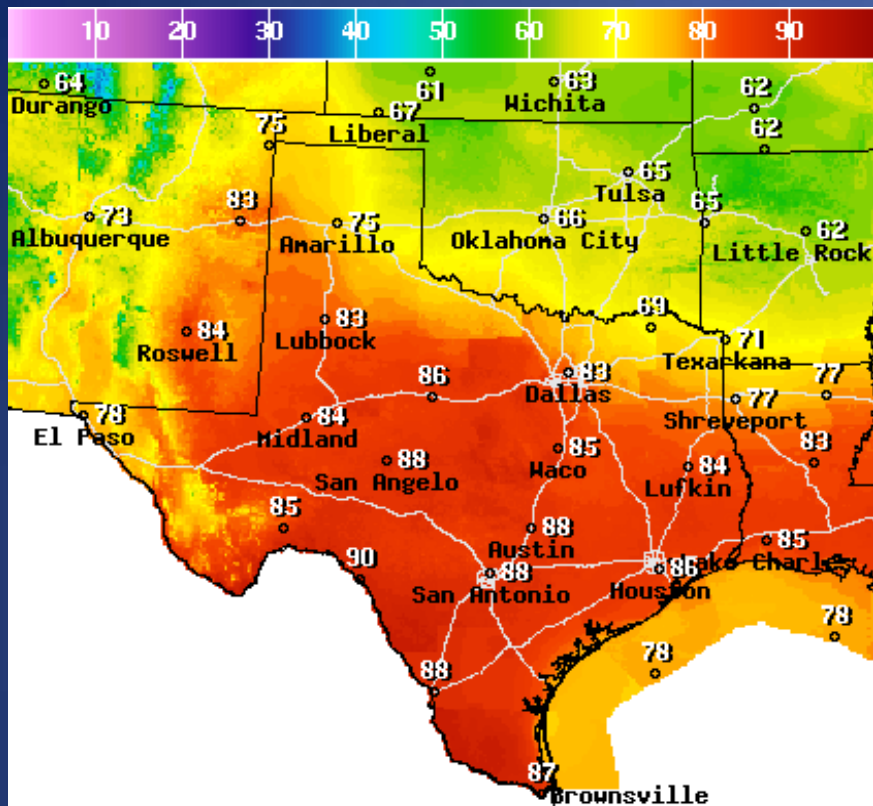 10 20 30 40 50 60 70 80 90
64
Durango
61
63
Wichita
62
67
Liberal
75
62
65
Tulsa
73
Albuquerque
83
75
Amarillo
66
Oklahoma City
65
62
Little Rock
84
Roswell
83
Lubbock
69
71
Texarkana
86
83
Dallas
77
Shreveport
77
78
El Paso
84
Midland
88
San Angelo
85
Waco
84
Lufkin
83
85
88
Austin
85
Lake Charles
90
88
San Antonio
86
Houston
78
78
88
87
Brownsville